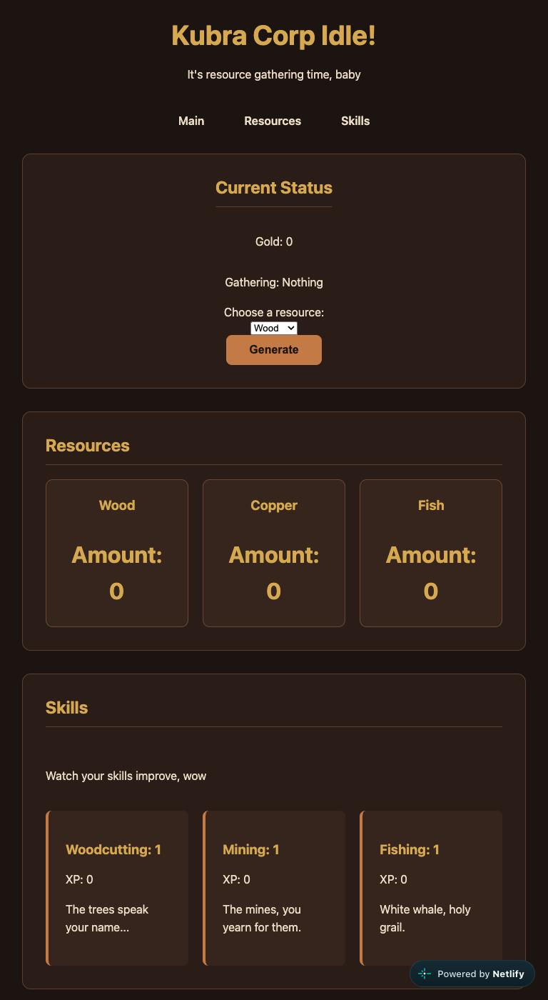 Kubra Corp Idle!
It's resource gathering time, baby
Main Resources Skills
Current Status
Gold: 0
Gathering: Nothing
Choose a resource:
Wood
Generate
Resources
Wood
Amount:
0
Copper
Amount:
0
Fish
Amount:
0
Skills
Watch your skills improve, wow
Woodcutting: 1
XP: 0
The trees speak
your name...
Mining: 1
XP: 0
The mines, you
yearn for them.
Fishing: 1
XP: 0
White whale, holy
grail.
Powered by Netlify